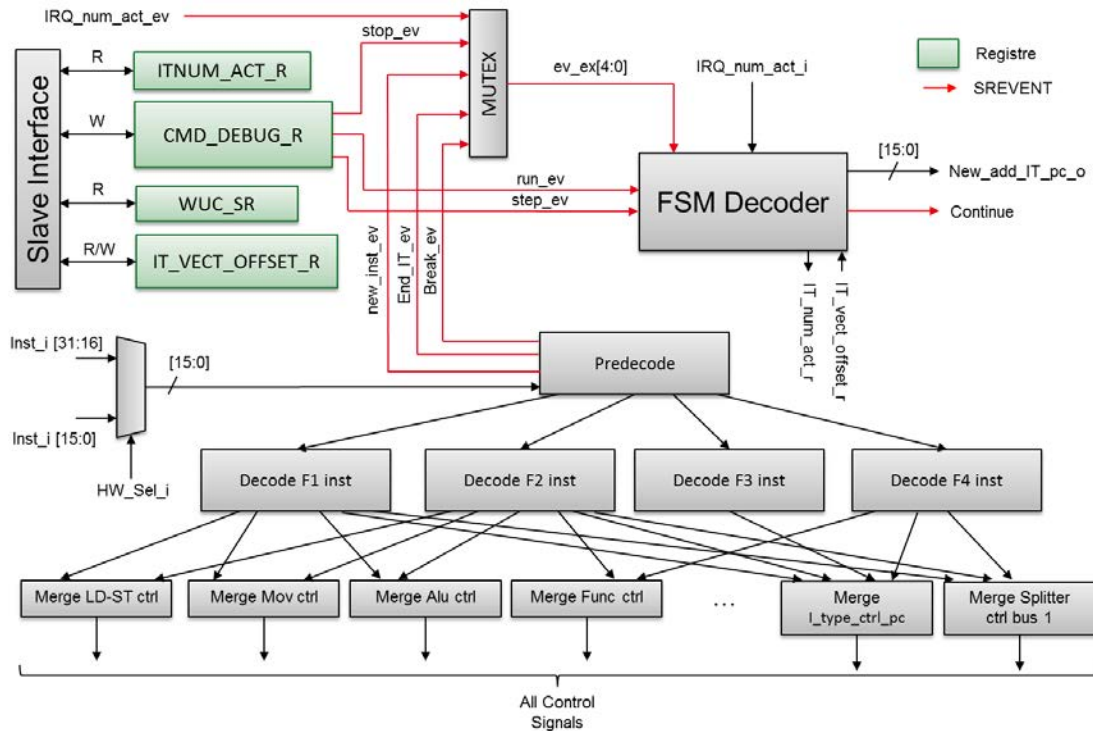 IRQ_num_act_ev
stop_ev
Slave Interface
R
ITNUM_ACT_R
W
CMD_DEBUG_R
R
WUC_SR
R/W
IT_VECT_OFFSET_R
MUTEX
ev_ex[4:0]
IRQ_num_act_i
Registre
SREVENT
run_ev
step_ev
FSM Decoder
[15:0]
New_add_IT_pc_o
Continue
new_inst_ev
End_IT_ev
Break_ev
IT_num_act_r
IT_vect_offset_r
Inst_i [31:16]
[15:0]
Inst_i [15:0]
HW_Sel_i
Predecode
Decode F1 inst
Decode F2 inst
Decode F3 inst
Decode F4 inst
Merge LD-ST ctrl
Merge Mov ctrl
Merge Alu ctrl
Merge Func ctrl
...
Merge
I_type_ctrl_pc
Merge Splitter
ctrl bus 1
All Control
Signals